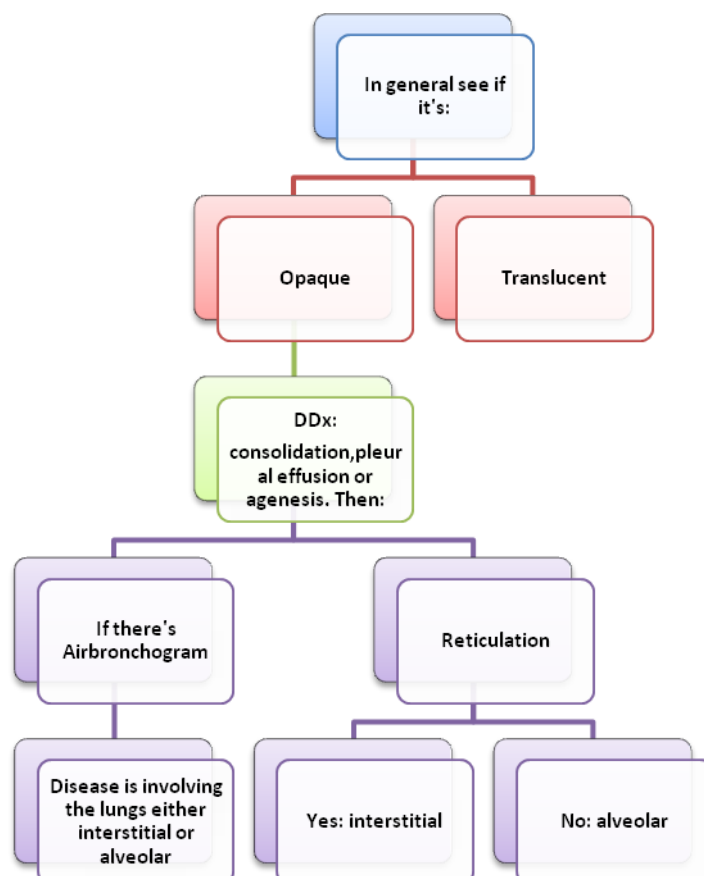 In general see if
it's:
Opaque
Translucent
DDx:
consolidation,pleur
al effusion or
agenesis. Then:
If there's
Airbronchogram
Reticulation
Disease is involving
the lungs either
interstitial or
alveolar
Yes: interstitial
No: alveolar